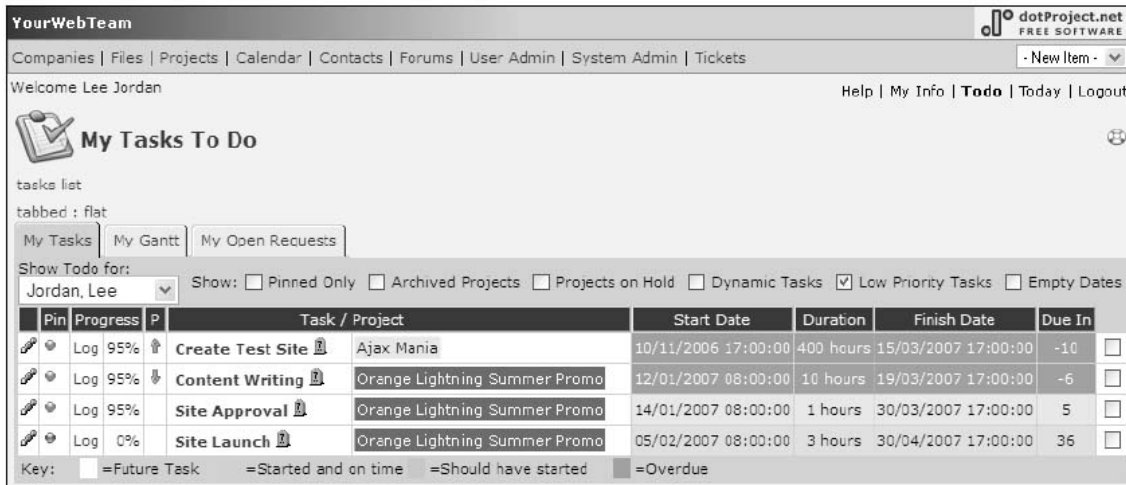 YourWebTeam
dotProject.net
FREE SOFTWARE
Companies | Files | Projects | Calendar | Contacts | Forums | User Admin | System Admin | Tickets
- New Item -
Welcome Lee Jordan
Help | My Info | Todo | Today | Logout
My Tasks To Do
tasks list
tabbed : flat
My Tasks My Gantt My Open Requests
Show Todo for:
Jordan, Lee Show: Pinned Only Archived Projects Projects on Hold Dynamic Tasks Low Priority Tasks Empty Dates
Pin Progress P Task / Project Start Date Duration Finish Date Due In
Log 95% Create Test Site Ajax Mania 10/11/2006 17:00:00 400 hours 15/03/2007 17:00:00 -10
Log 95% Content Writing Orange Lightning Summer Promo 12/01/2007 08:00:00 10 hours 19/03/2007 17:00:00 -6
Log 95% Site Approval Orange Lightning Summer Promo 14/01/2007 08:00:00 1 hours 30/03/2007 17:00:00 5
Log 0% Site Launch Orange Lightning Summer Promo 05/02/2007 08:00:00 3 hours 30/04/2007 17:00:00 36
Key: =Future Task =Started and on time =Should have started =Overdue